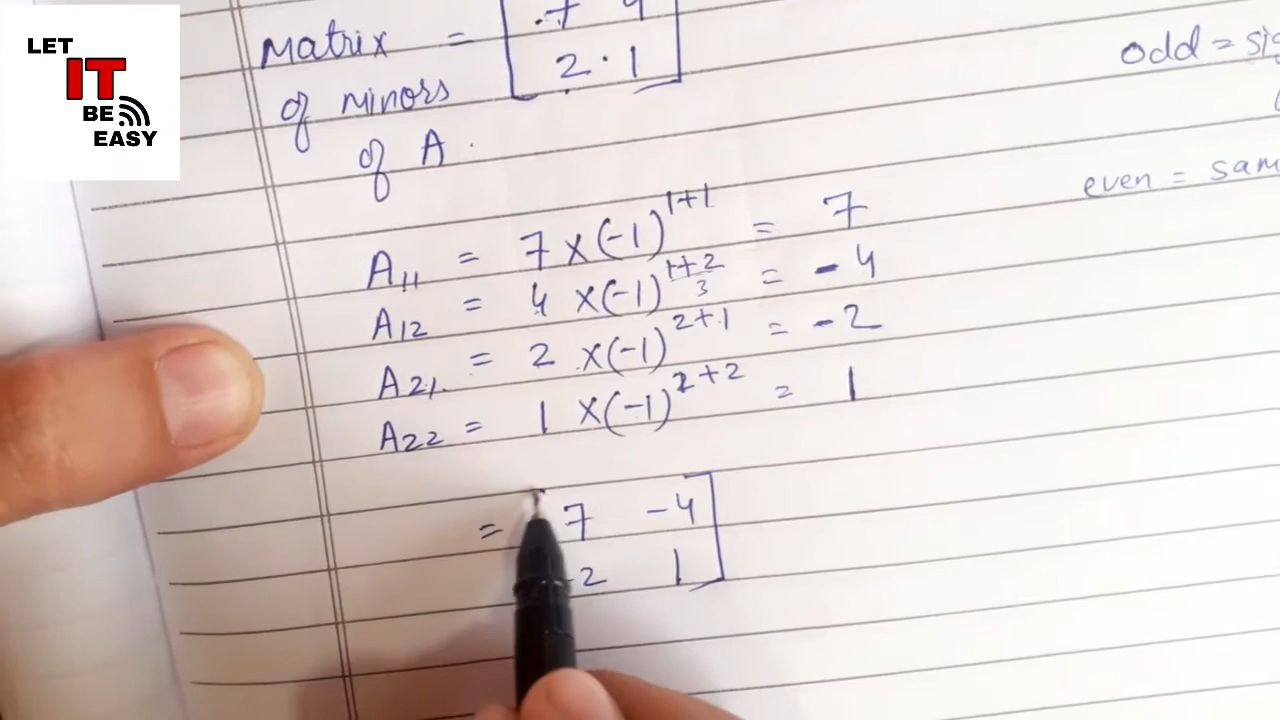 LET
IT
BE
EASY
Matrix =
of minors
of A.
2 . 1
odd =
even =
A11 = 7 x (-1)^1+1 = 7
A12 = 4 x (-1)^1+2 = -4
3
A21. = 2 x (-1)^2+1 = -2
A22 = 1 x (-1)^2+2 = 1
= 7 -4
-2 1